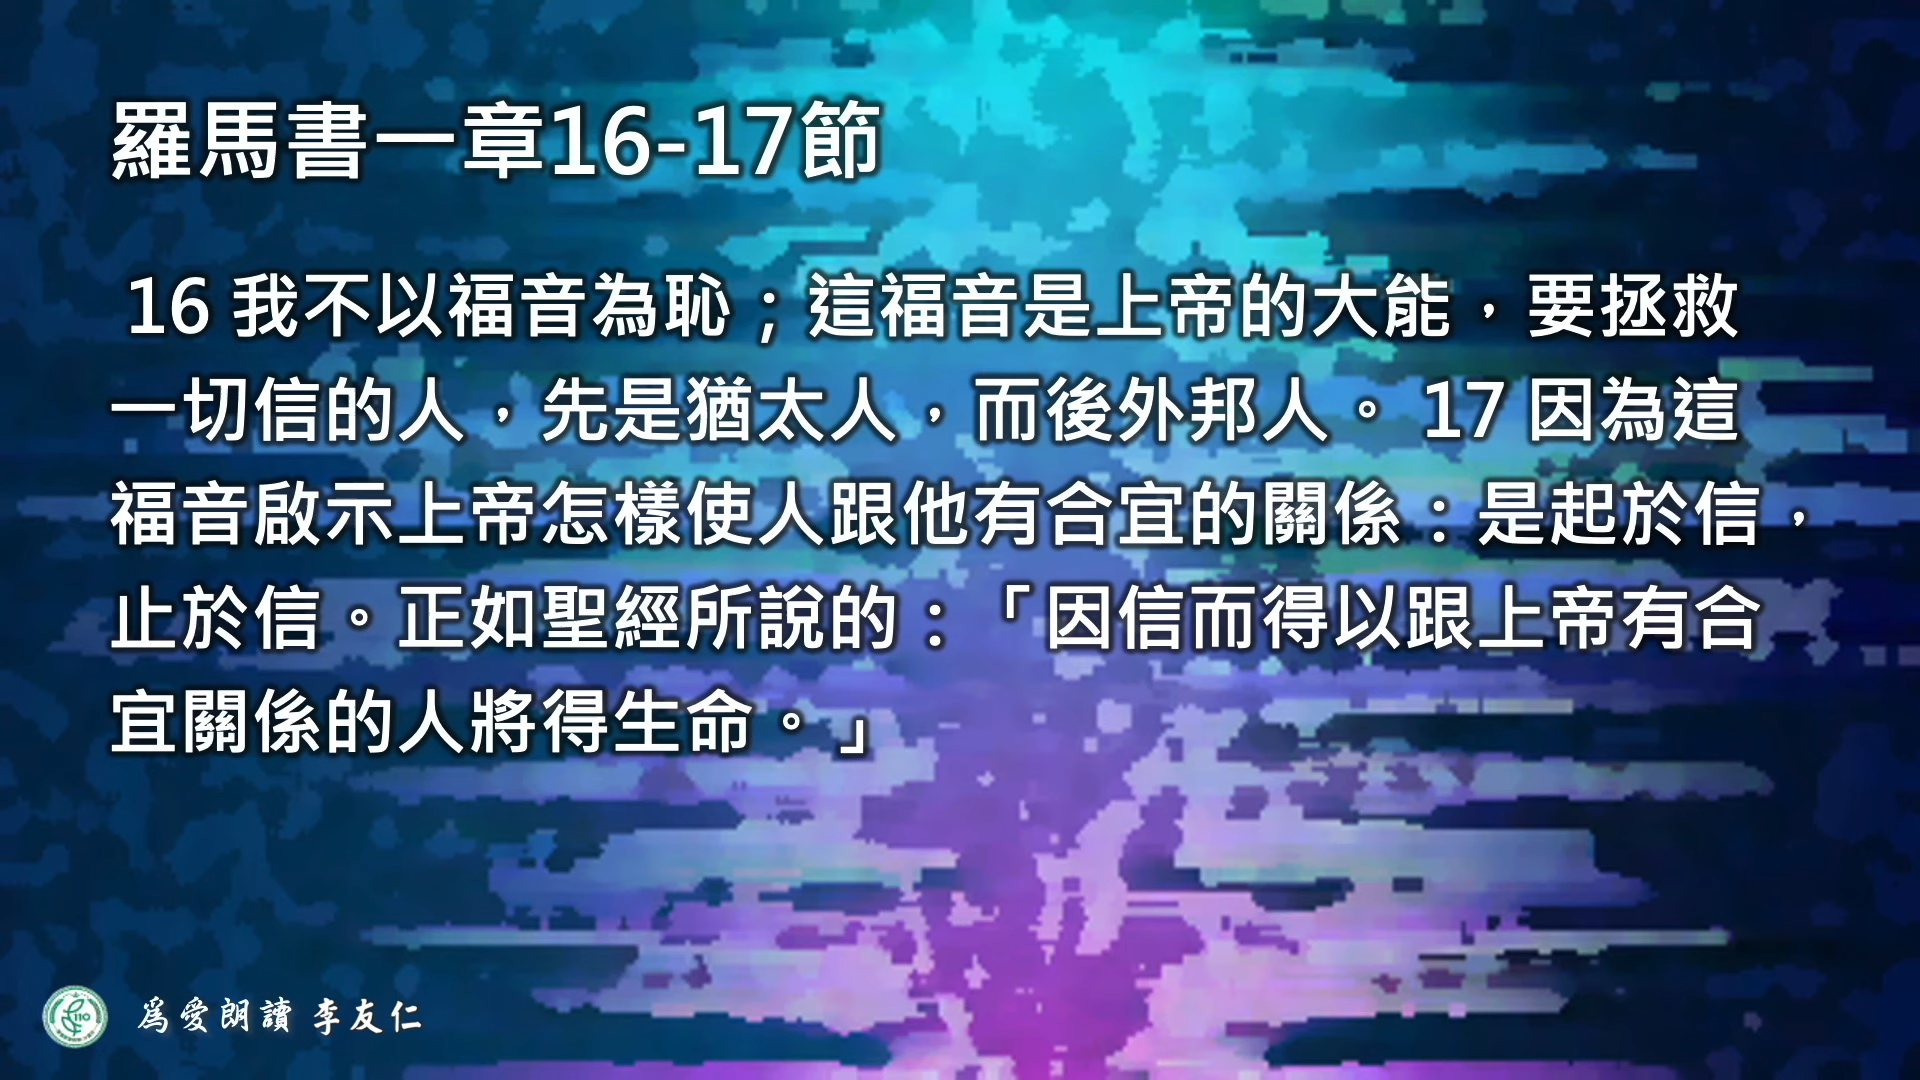 羅馬書一章16-17節
16 我不以福音為恥；這福音是上帝的大能，要拯救
一切信的人，先是猶太人，而後外邦人。 17 因為這
福音啟示上帝怎樣使人跟他有合宜的關係：是起於信，
止於信。正如聖經所說的：「因信而得以跟上帝有合
宜關係的人將得生命。」
110
為愛朗讀 李友仁